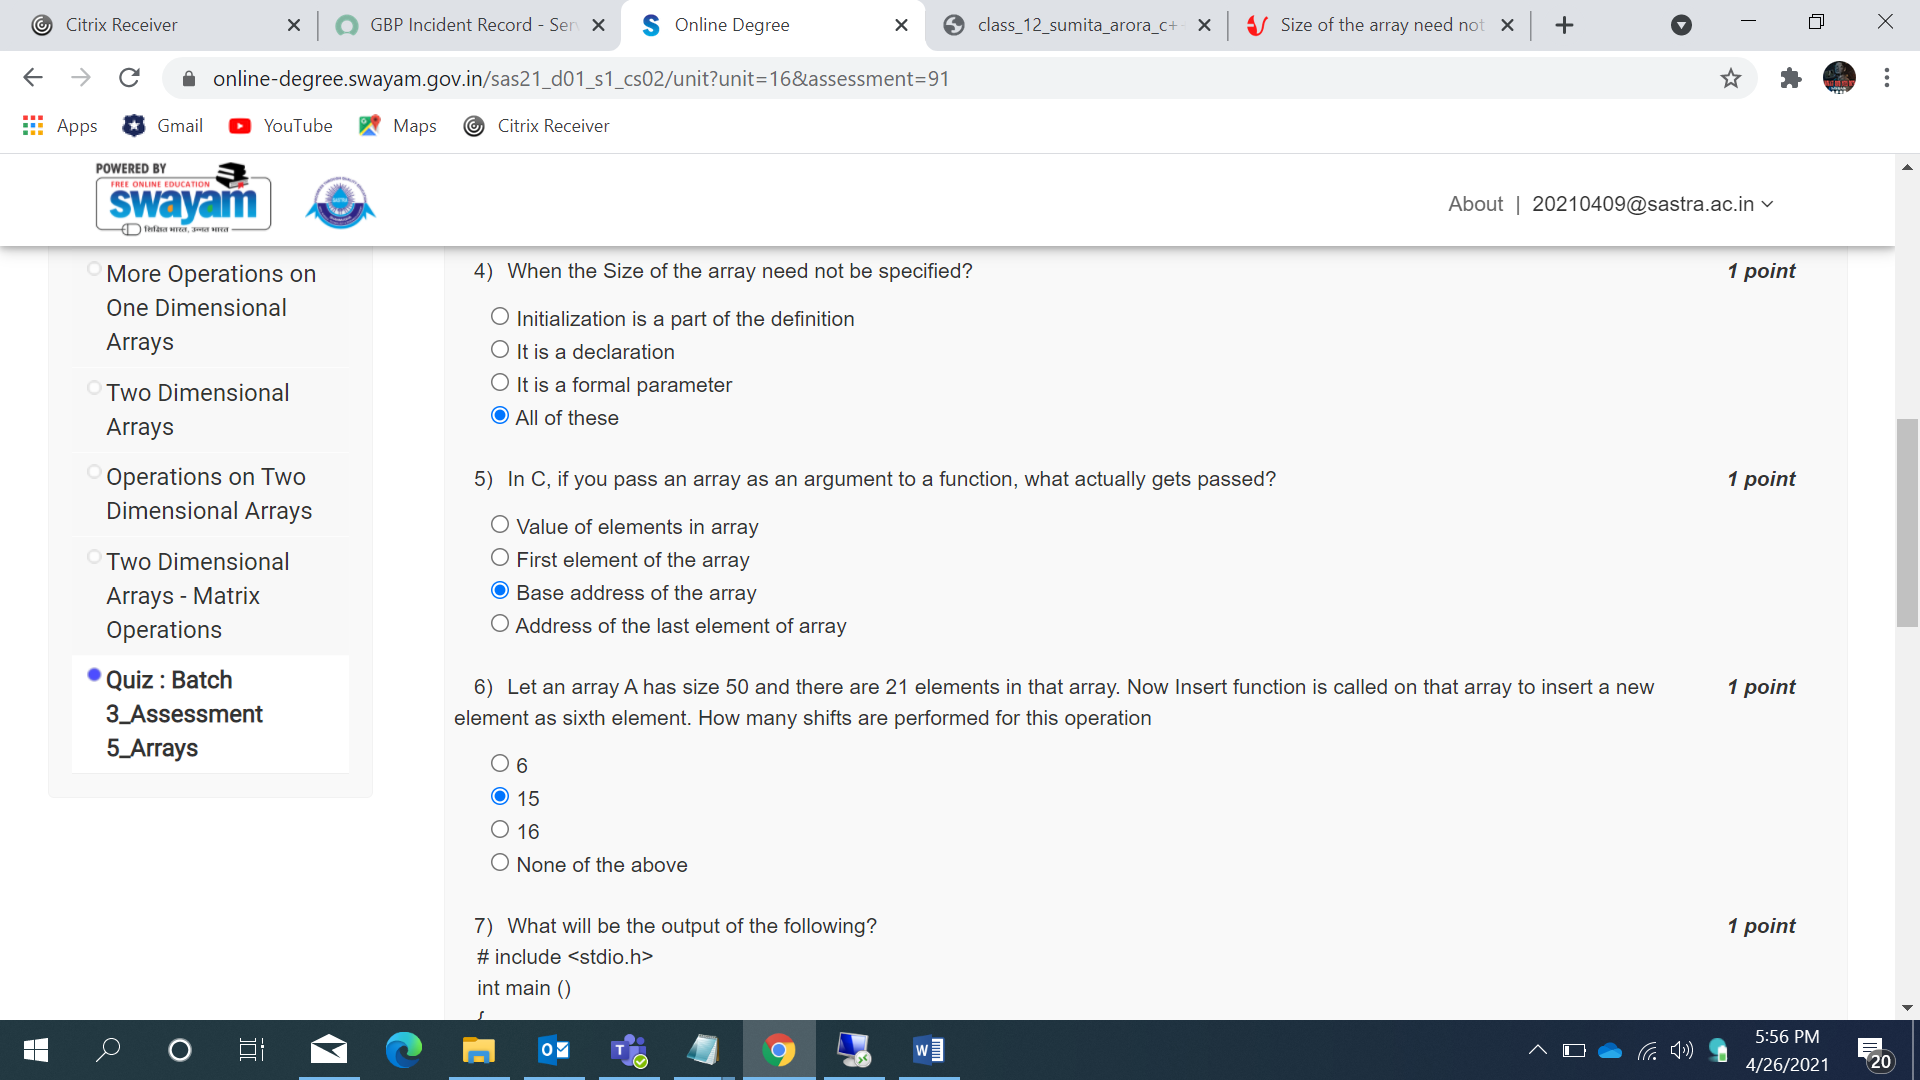 Citrix Receiver
GBP Incident Record - Ser
Online Degree
class_12_sumita_arora_c+
Size of the array need not
online-degree.swayam.gov.in/sas21_d01_s1_cs02/unit?unit=16&assessment=91
Apps
Gmail
YouTube
Maps
Citrix Receiver
POWERED BY
FREE ONLINE EDUCATION
swayam
शिक्षित भारत, उन्नत भारत
About | 20210409@sastra.ac.in
More Operations on
One Dimensional
Arrays
Two Dimensional
Arrays
Operations on Two
Dimensional Arrays
Two Dimensional
Arrays - Matrix
Operations
Quiz : Batch
3_Assessment
5_Arrays
4) When the Size of the array need not be specified? 1 point
Initialization is a part of the definition
It is a declaration
It is a formal parameter
All of these
5) In C, if you pass an array as an argument to a function, what actually gets passed? 1 point
Value of elements in array
First element of the array
Base address of the array
Address of the last element of array
6) Let an array A has size 50 and there are 21 elements in that array. Now Insert function is called on that array to insert a new 1 point
element as sixth element. How many shifts are performed for this operation
6
15
16
None of the above
7) What will be the output of the following? 1 point
# include <stdio.h>
int main ()
{
5:56 PM
4/26/2021
20